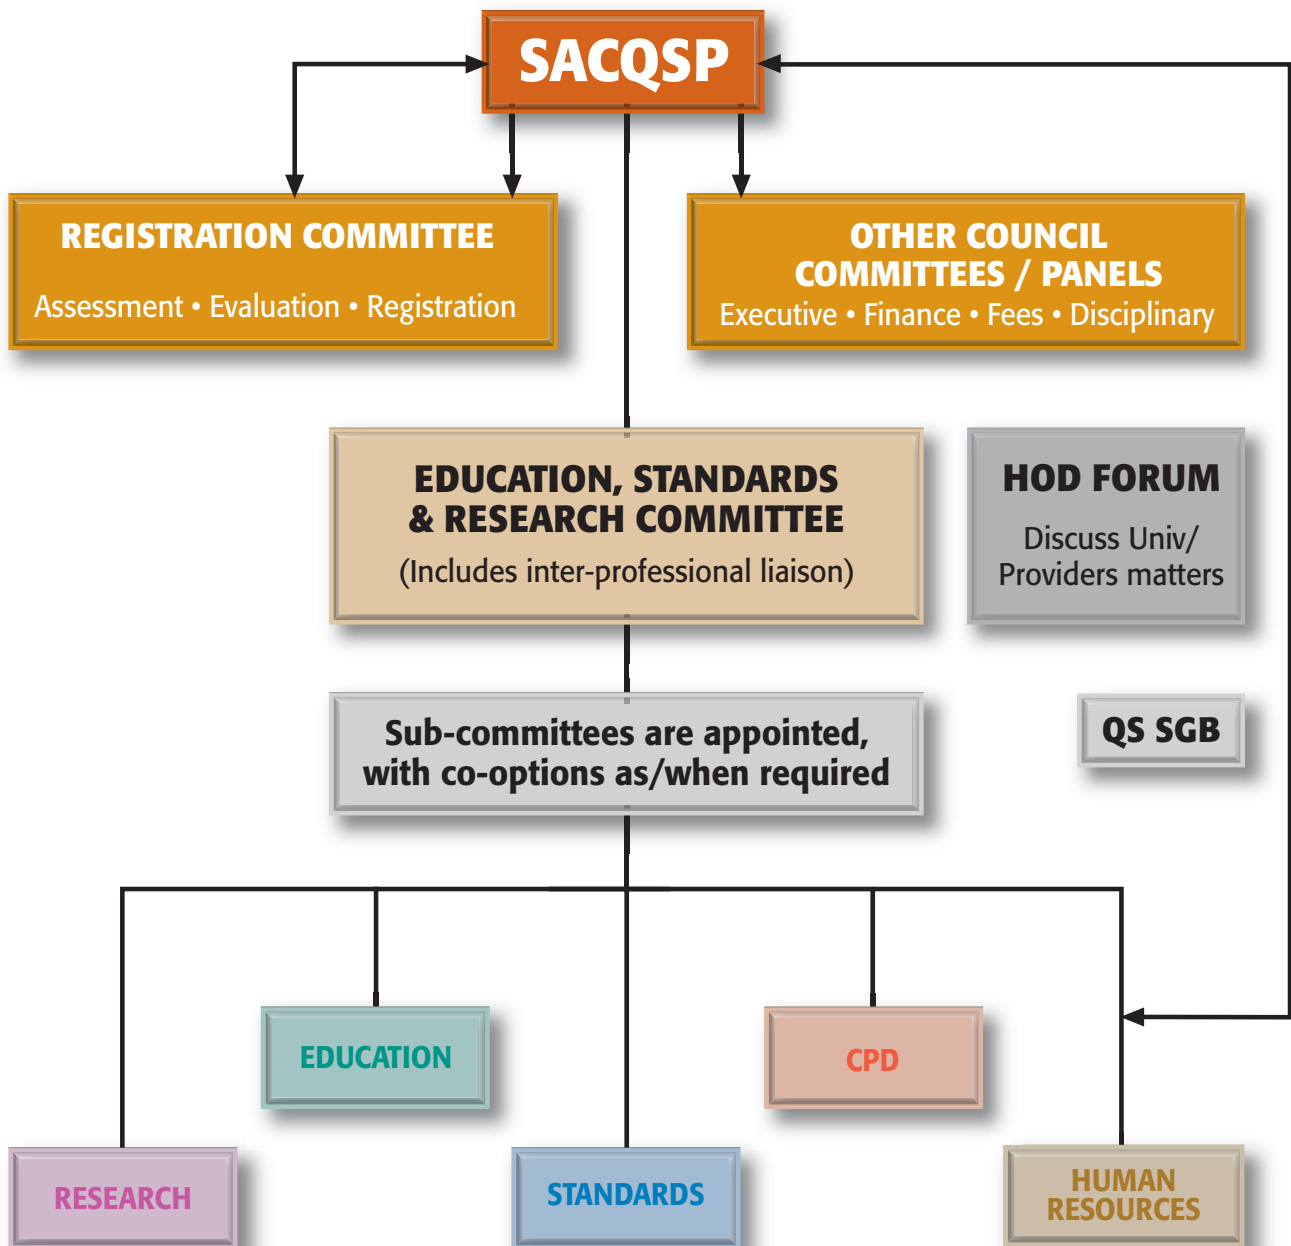 SACQSP
REGISTRATION COMMITTEE
Assessment • Evaluation • Registration
OTHER COUNCIL
COMMITTEES / PANELS
Executive • Finance • Fees • Disciplinary
EDUCATION, STANDARDS
& RESEARCH COMMITTEE
(Includes inter-professional liaison)
HOD FORUM
Discuss Univ/
Providers matters
Sub-committees are appointed,
with co-options as/when required
QS SGB
EDUCATION
CPD
RESEARCH
STANDARDS
HUMAN
RESOURCES